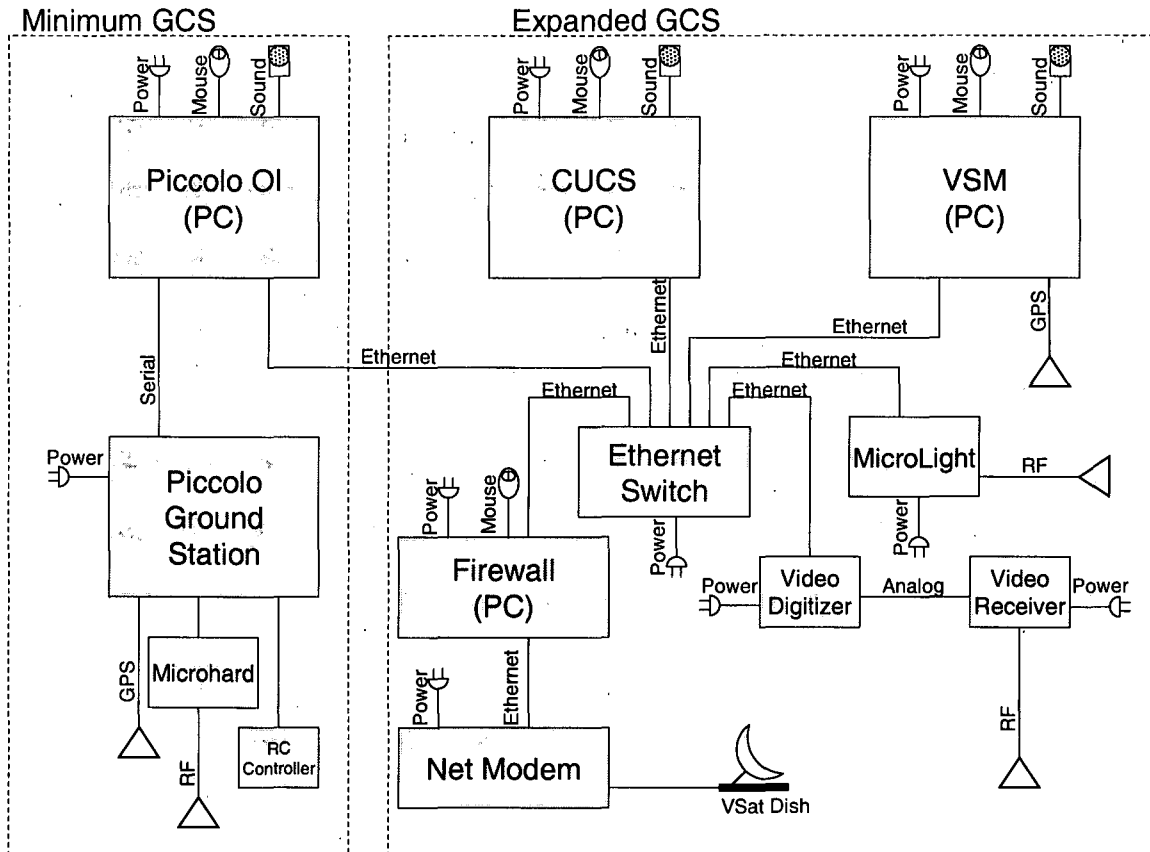 Minimum GCS
Expanded GCS
Power
Mouse
Sound
Piccolo OI
(PC)
Power
Mouse
Sound
CUCS
(PC)
Power
Mouse
Sound
VSM
(PC)
Serial
Ethernet
Ethernet
Ethernet
GPS
Ethernet
Ethernet
Ethernet
Switch
Power
MicroLight
RF
Power
Power
Piccolo
Ground
Station
Power
Mouse
Firewall
(PC)
Power
Video
Digitizer
Analog
Video
Receiver
Power
GPS
Microhard
RF
RC
Controller
Power
Ethernet
Net Modem
VSat Dish
RF